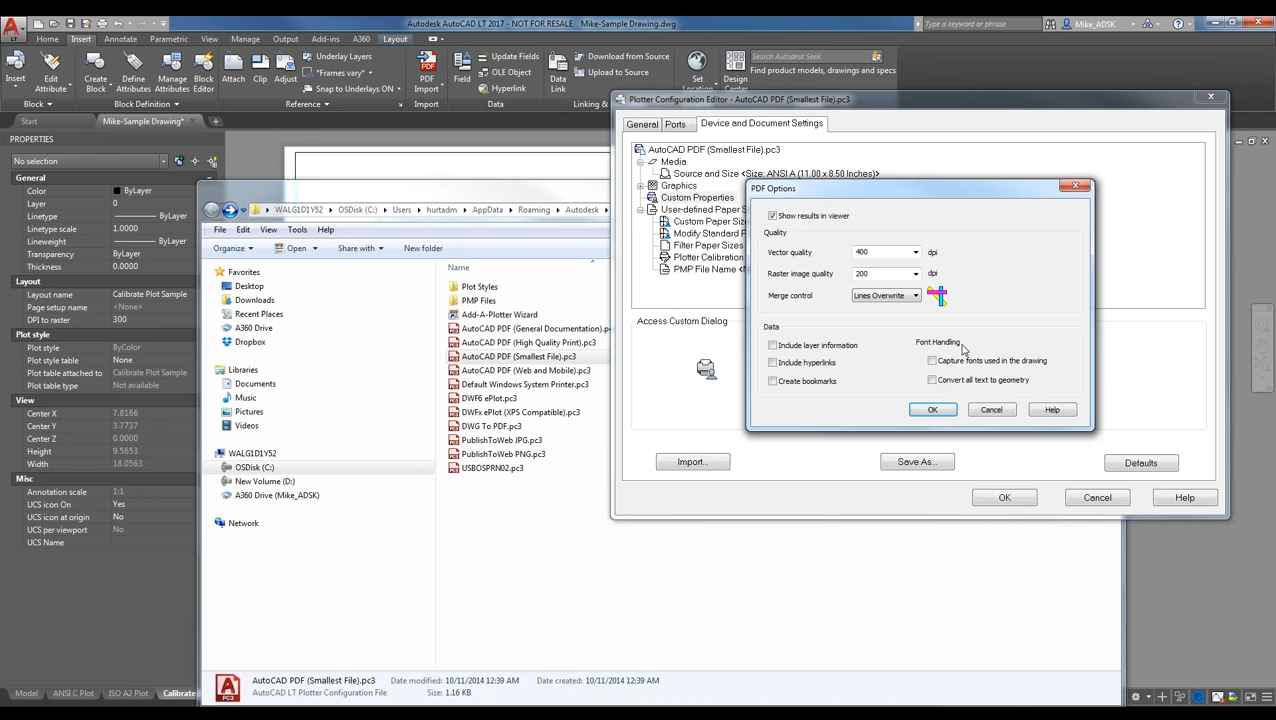 Autodesk AutoCAD LT 2017 - NOT FOR RESALE   Mike-Sample Drawing.dwg
Type a keyword or phrase
Mike_ADSK
Home Insert Annotate Parametric View Manage Output Add-ins A360 Layout
Insert
Edit Attributes
Create Block
Define Attributes
Manage Attributes
Block Editor
Attach
Clip
Adjust
Underlay Layers
*Frames vary*
Snap to Underlays ON
PDF Import
Field
Update Fields
OLE Object
Hyperlink
Data Link
Download from Source
Upload to Source
Set Location
Design Center
Search Autodesk Seek
Find product models, drawings and specs
Block
Block Definition
Reference
Import
Data
Linking &
Start
Mike-Sample Drawing*
PROPERTIES
No selection
General
Color ByLayer
Layer 0
Linetype ByLayer
Linetype scale 1.0000
Lineweight ByLayer
Transparency ByLayer
Thickness 0.0000
Layout
Layout name Calibrate Plot Sample
Page setup name <None>
DPI to raster 300
Plot style
Plot style ByColor
Plot style table None
Plot table attached to
Plot table type Not available
View
Center X 7.8166
Center Y 3.7737
Center Z 0.0000
Height 9.5653
Width 18.0563
Misc
Annotation scale 1:1
UCS icon On Yes
UCS icon at origin No
UCS per viewport No
UCS Name
Model
ANSI C Plot
ISO A2 Plot
Calibrate
WALG1D1Y52 OSDisk (C:) Users hurtadm AppData Roaming Autodesk
File Edit View Tools Help
Organize
Open
Share with
New folder
Favorites
Desktop
Downloads
Recent Places
A360 Drive
Dropbox
Libraries
Documents
Music
Pictures
Videos
WALG1D1Y52
OSDisk (C:)
New Volume (D:)
A360 Drive (Mike_ADSK)
Network
Name
Plot Styles
PMP Files
Add-A-Plotter Wizard
AutoCAD PDF (General Documentation).pc3
AutoCAD PDF (High Quality Print).pc3
AutoCAD PDF (Smallest File).pc3
AutoCAD PDF (Web and Mobile).pc3
Default Windows System Printer.pc3
DWF6 ePlot.pc3
DWFx ePlot (XPS Compatible).pc3
DWG To PDF.pc3
PublishToWeb JPG.pc3
PublishToWeb PNG.pc3
USBOSPRN02.pc3
AutoCAD PDF (Smallest File).pc3 Date modified: 10/11/2014 12:39 AM Date created: 10/11/2014 12:39 AM
AutoCAD LT Plotter Configuration File Size: 1.16 KB
PC3
Plotter Configuration Editor - AutoCAD PDF (Smallest File).pc3
General Ports Device and Document Settings
AutoCAD PDF (Smallest File).pc3
Media
Source and Size <Size: ANSI A (11.00 x 8.50 Inches)>
Graphics
Custom Properties
User-defined Paper S
Custom Paper Siz
Modify Standard P
Filter Paper Sizes
Plotter Calibration
PMP File Name <N
Access Custom Dialog
Import...
Save As...
Defaults
OK
Cancel
Help
PDF Options
Show results in viewer
Quality
Vector quality 400 dpi
Raster image quality 200 dpi
Merge control Lines Overwrite
Data
Include layer information
Include hyperlinks
Create bookmarks
Font Handling
Capture fonts used in the drawing
Convert all text to geometry
OK
Cancel
Help